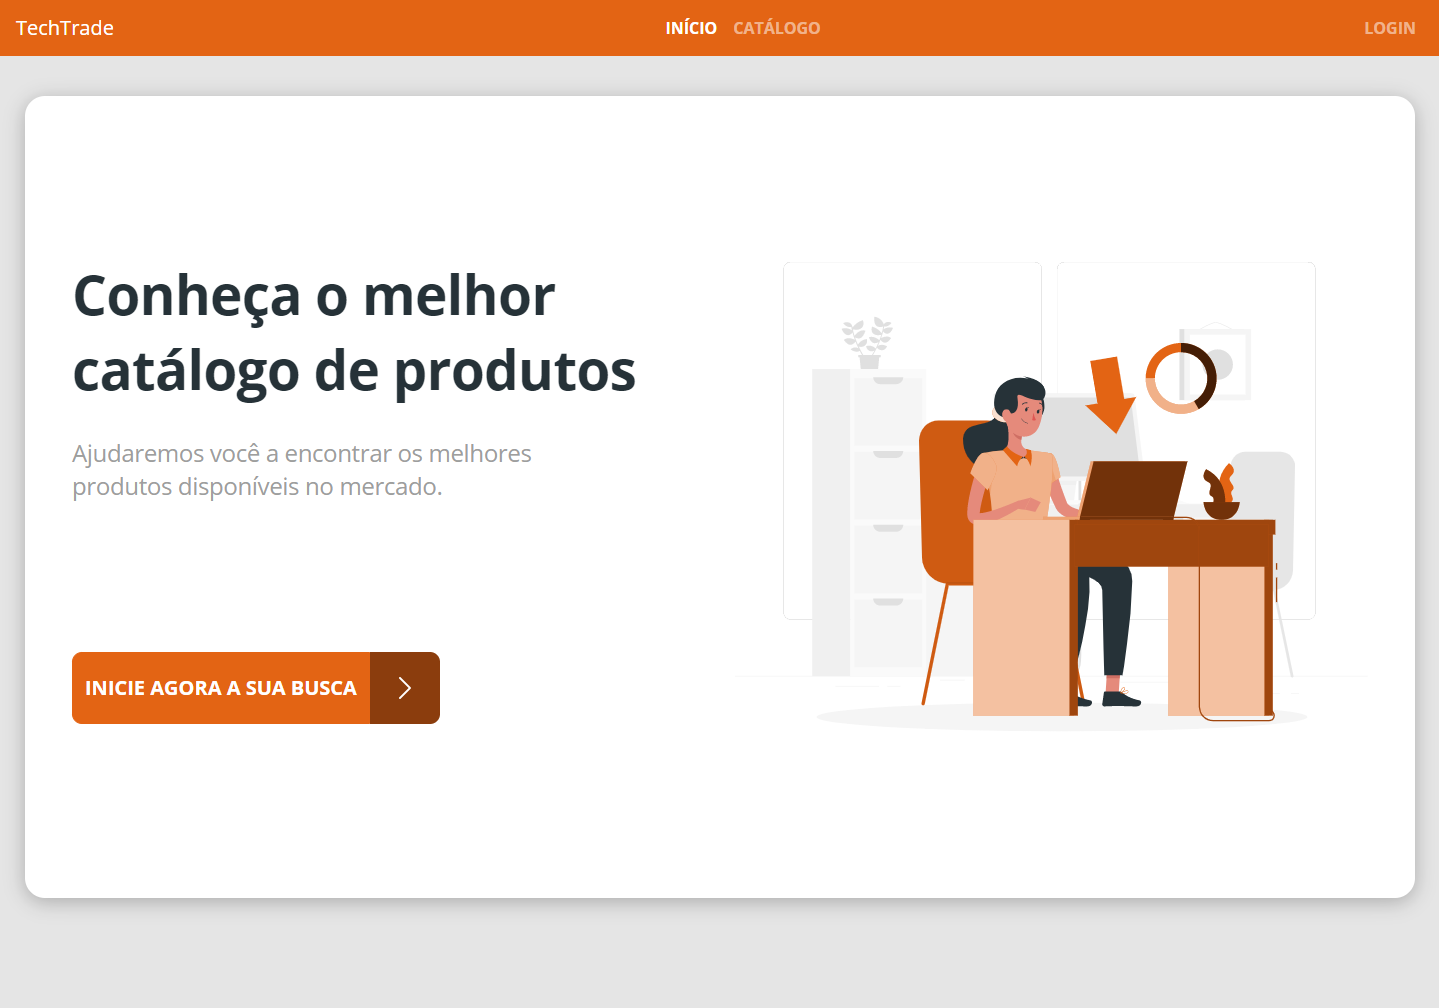 TechTrade
INÍCIO CATÁLOGO
LOGIN
Conheça o melhor
catálogo de produtos
Ajudaremos você a encontrar os melhores
produtos disponíveis no mercado.
INICIE AGORA A SUA BUSCA